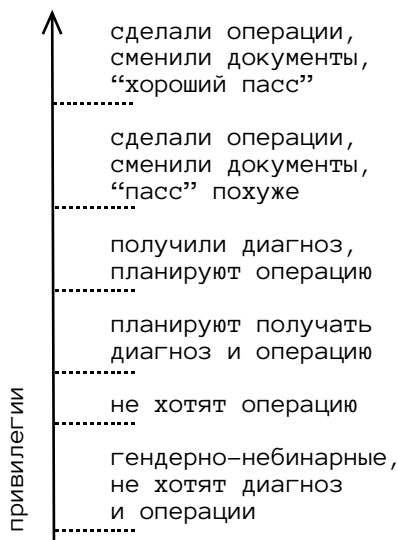 сделали операции,
сменили документы,
“хороший пасс”
сделали операции,
сменили документы,
“пасс” похуже
получили диагноз,
планируют операцию
планируют получать
диагноз и операцию
не хотят операцию
гендерно-небинарные,
не хотят диагноз
и операции
привилегии